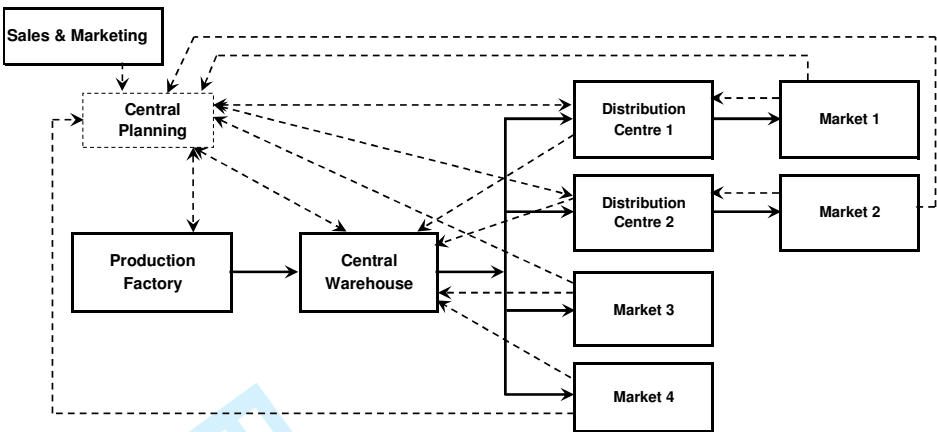 Sales & Marketing
Central
Planning
Distribution
Centre 1
Market 1
Distribution
Centre 2
Market 2
Production
Factory
Central
Warehouse
Market 3
Market 4